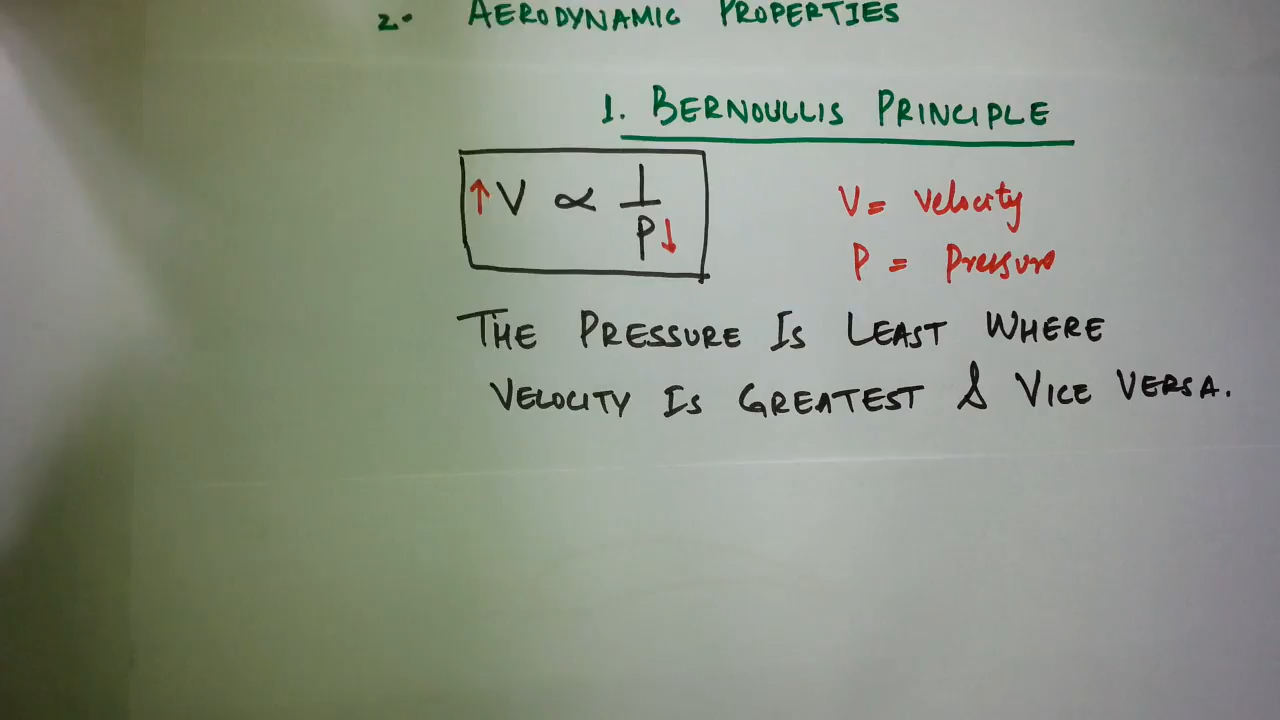 2. AERODYNAMIC PROPERTIES
1. BERNOULLIS PRINCIPLE
↑V ∝ 1/P↓
V = Velocity
P = Pressure
THE PRESSURE IS LEAST WHERE
VELOCITY IS GREATEST & VICE VERSA.